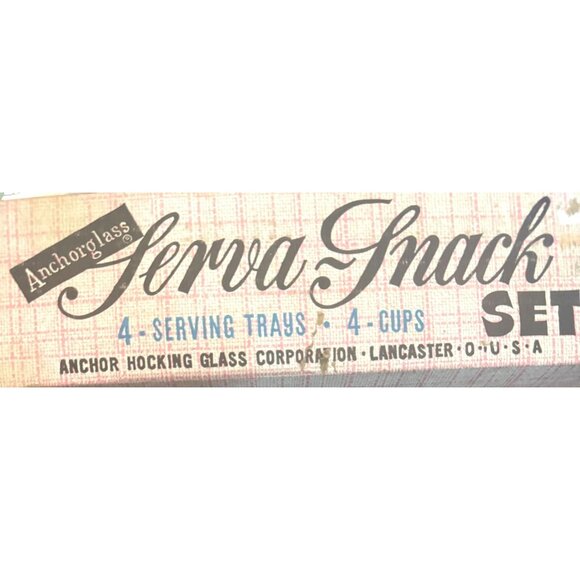 Anchorglass®
Serva-Snack
SET
4-SERVING TRAYS · 4-CUPS
ANCHOR HOCKING GLASS CORPORATION · LANCASTER · O · U · S · A